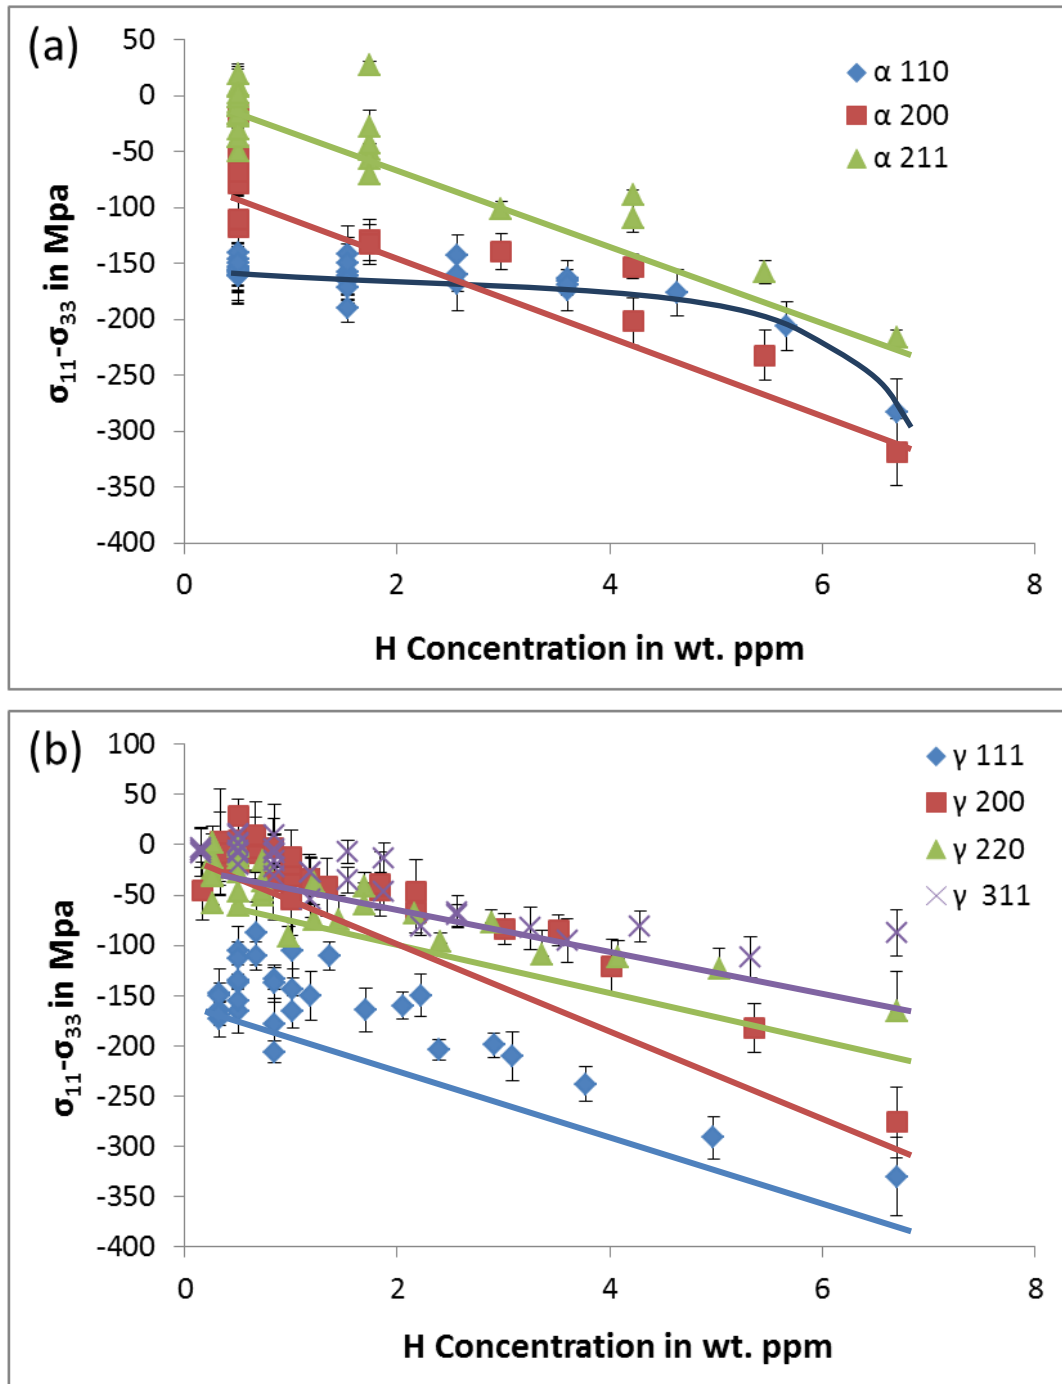 (a)
50
0
-50
-100
-150
-200
-250
-300
-350
-400
σ₁₁-σ₃₃ in Mpa
0 2 4 6 8
H Concentration in wt. ppm
α 110
α 200
α 211
(b)
100
50
0
-50
-100
-150
-200
-250
-300
-350
-400
σ₁₁-σ₃₃ in Mpa
0 2 4 6 8
H Concentration in wt. ppm
γ 111
γ 200
γ 220
γ 311